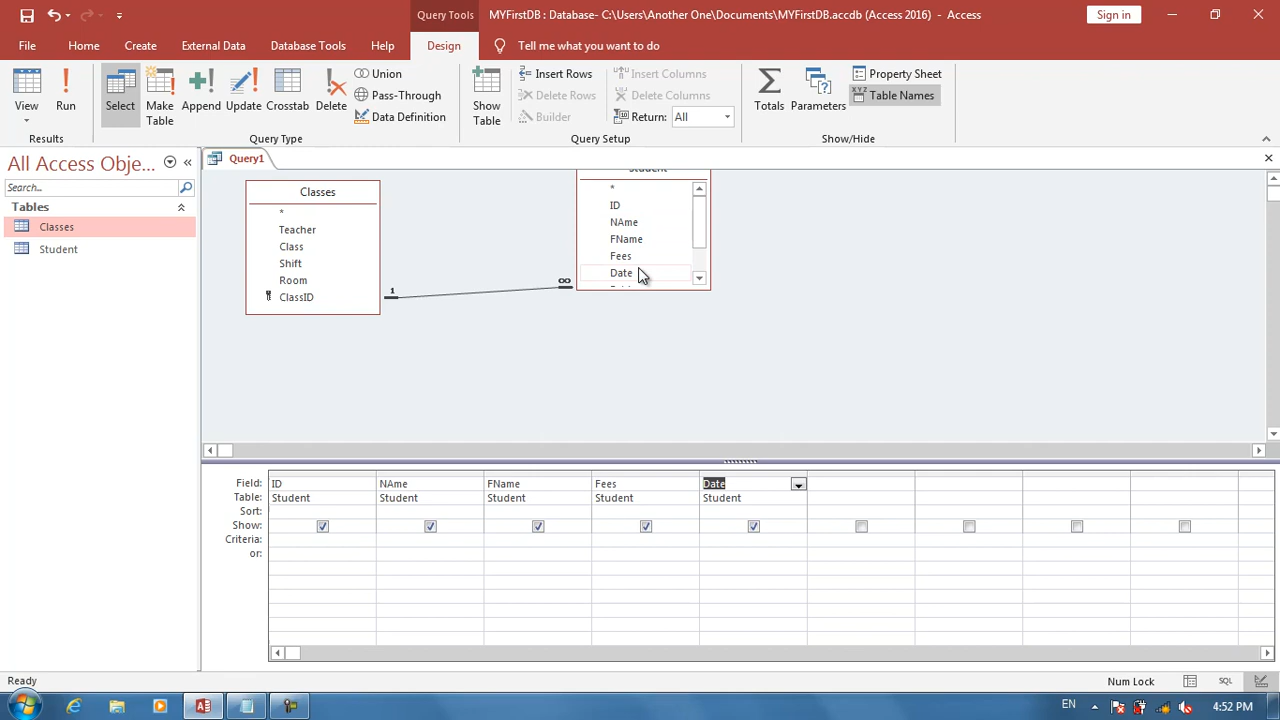 Query Tools
MYFirstDB : Database- C:\Users\Another One\Documents\MYFirstDB.accdb (Access 2016) - Access
Sign in
File Home Create External Data Database Tools Help Design Tell me what you want to do
View
Run
Results
Select
Make Table
Append
Update
Crosstab
Delete
Union
Pass-Through
Data Definition
Query Type
Show Table
Insert Rows
Delete Rows
Builder
Insert Columns
Delete Columns
Return: All
Query Setup
Totals
Parameters
Property Sheet
XYZ Table Names
Show/Hide
All Access Obje...
Search...
Tables
Classes
Student
Query1
Classes
*
Teacher
Class
Shift
Room
ClassID
1
∞
Student
*
ID
NAme
FName
Fees
Date
Field: ID NAme FName Fees Date
Table: Student Student Student Student Student
Sort:
Show:
Criteria:
or:
Ready
Num Lock
SQL
EN
4:52 PM